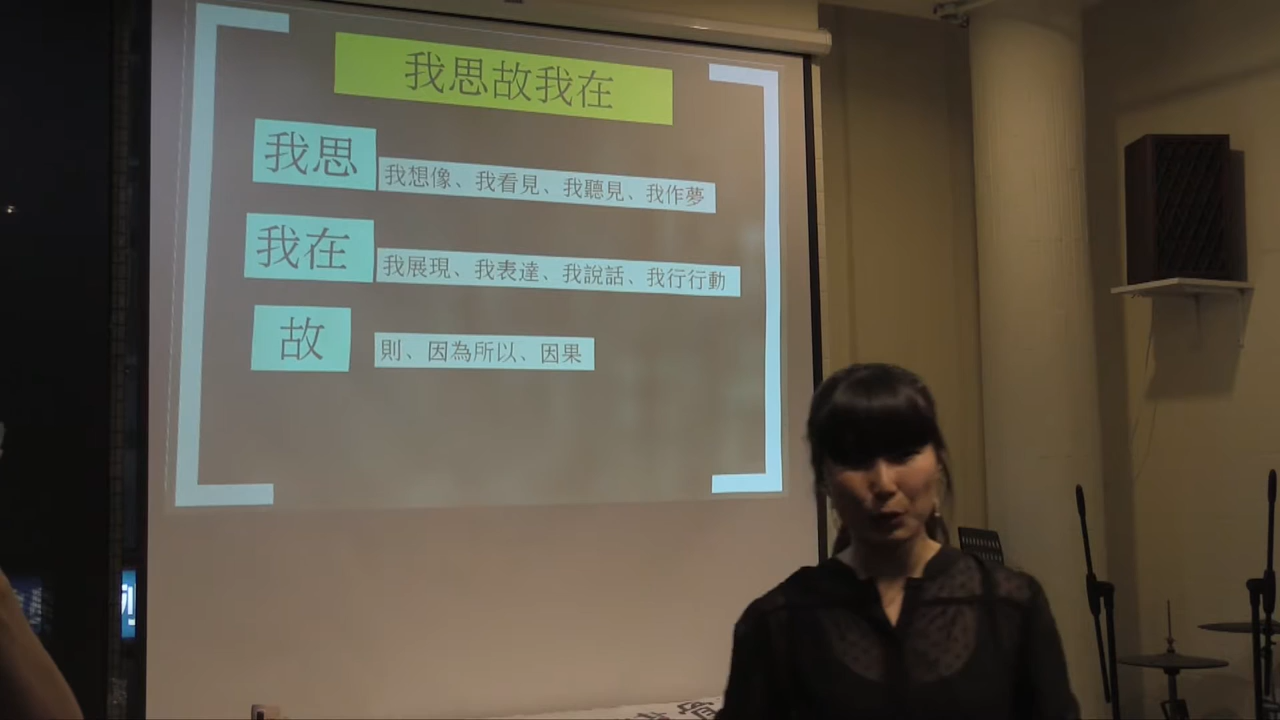 我思故我在
我思
我想像、我看見、我聽見、我作夢
我在
我展現、我表達、我說話、我行行動
故
則、因為所以、因果